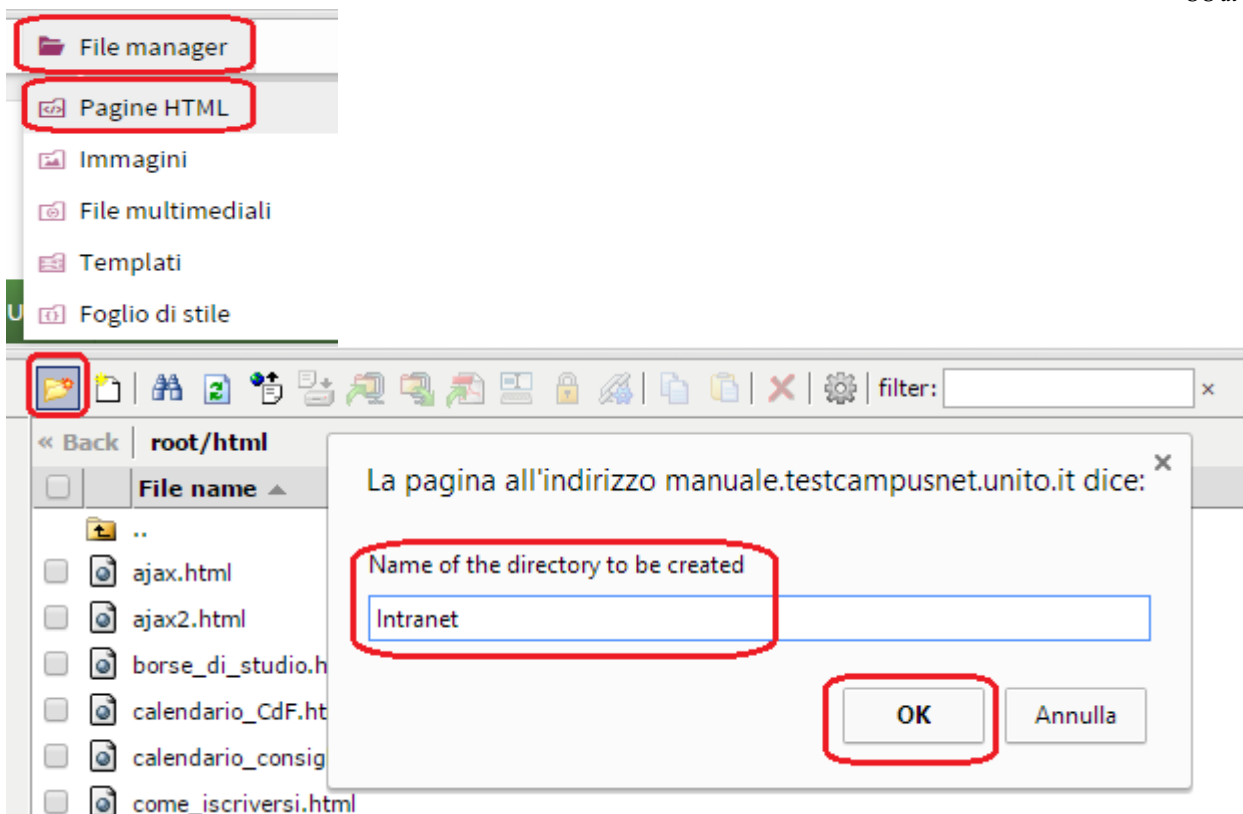 File manager
Pagine HTML
Immagini
File multimediali
Templati
U
Foglio di stile
filter:
×
« Back
root/html
File name
..
ajax.html
ajax2.html
borse_di_studio.h
calendario_CdF.ht
calendario_consig
come_iscriversi.html
La pagina all'indirizzo manuale.testcampusnet.unito.it dice:
×
Name of the directory to be created
Intranet
OK
Annulla